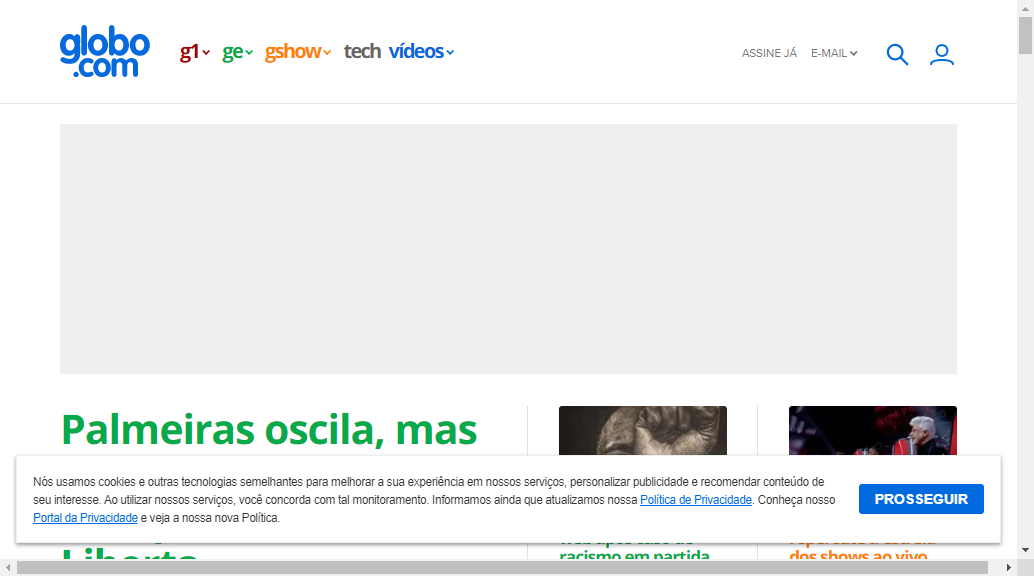 globo
.com
g1 ge gshow tech vídeos
ASSINE JÁ E-MAIL
Palmeiras oscila, mas
Nós usamos cookies e outras tecnologias semelhantes para melhorar a sua experiência em nossos serviços, personalizar publicidade e recomendar conteúdo de
seu interesse. Ao utilizar nossos serviços, você concorda com tal monitoramento. Informamos ainda que atualizamos nossa Política de Privacidade. Conheça nosso
Portal da Privacidade e veja a nossa nova Política.
PROSSEGUIR
racismo em partida
dos shows ao vivo